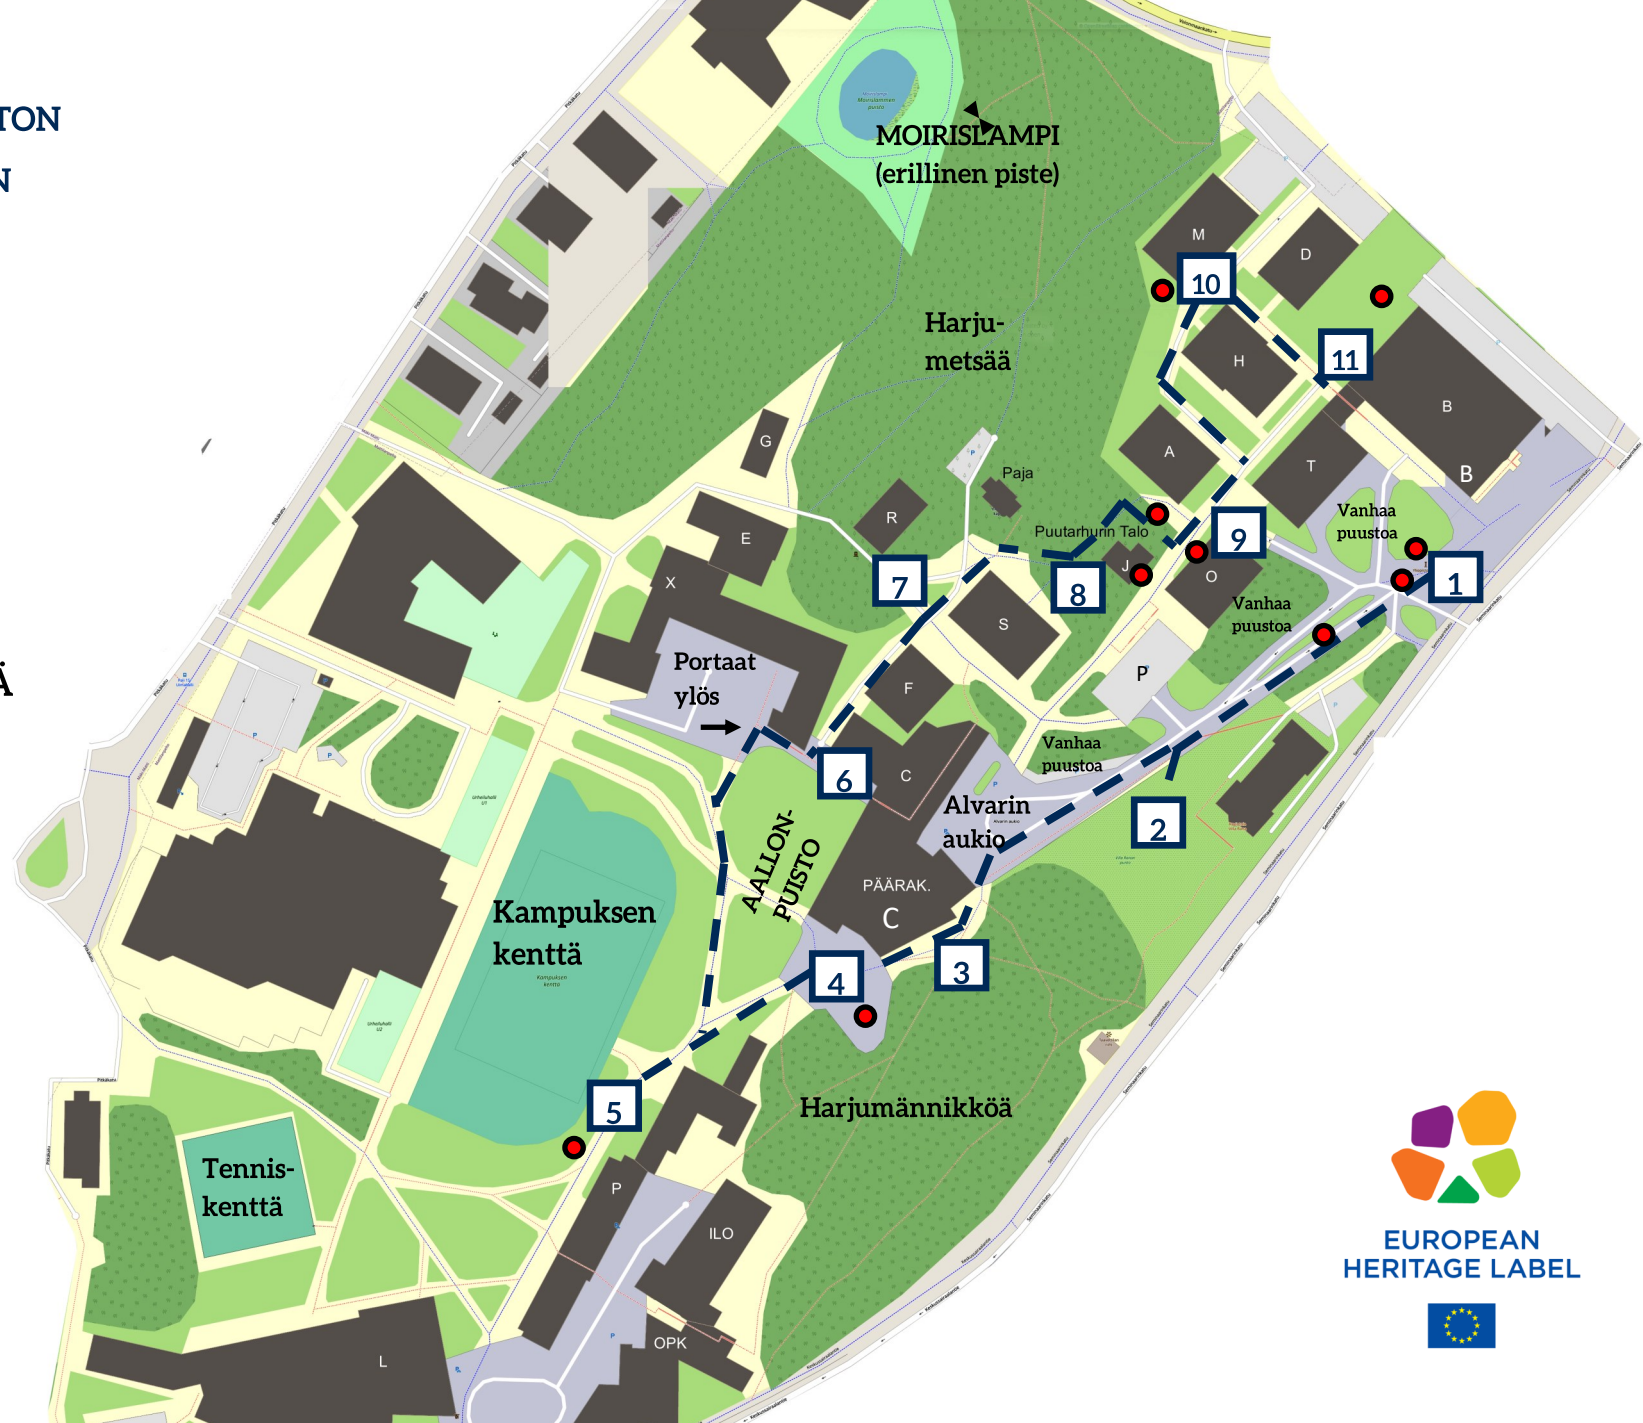 TON
N
Ä
MOIRISLAMPI
(erillinen piste)
Harju-
metsää
M
10
D
11
H
B
A
T
B
G
Paja
R
Puutarhurin Talo
E
X
7
8
J
9
O
Vanhaa
puustoa
1
Vanhaa
puustoa
S
Portaat
ylös
F
P
6
C
Vanhaa
puustoa
Alvarin
aukio
2
AALLON-
PUISTO
PÄÄRAK.
C
Kampuksen
kenttä
4
3
5
Harjumännikköä
Tennis-
kenttä
P
ILO
OPK
L
EUROPEAN
HERITAGE LABEL